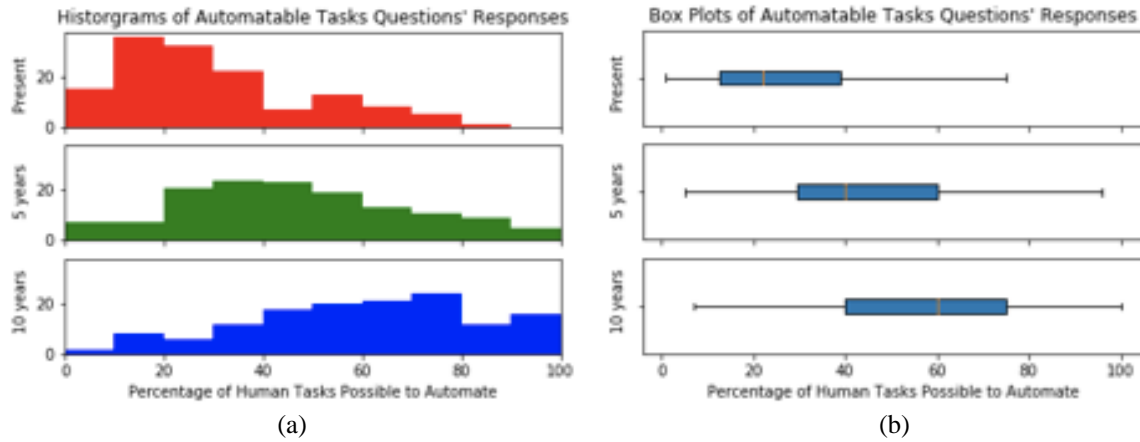 Historgrams of Automatable Tasks Questions' Responses
20
0
Present
20
0
5 years
20
0
10 years
0 20 40 60 80 100
Percentage of Human Tasks Possible to Automate
(a)
Box Plots of Automatable Tasks Questions' Responses
Present
5 years
10 years
0 20 40 60 80 100
Percentage of Human Tasks Possible to Automate
(b)